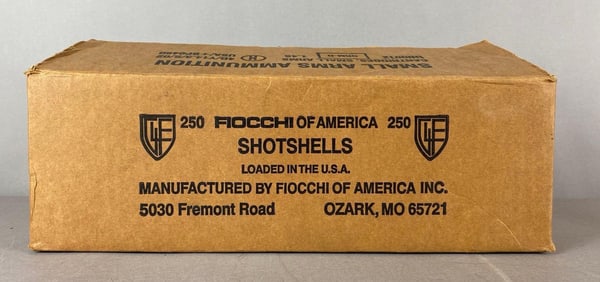 SMALL ARMS AMMUNITION
250 FIOCCHI OF AMERICA 250
SHOTSHELLS
LOADED IN THE U.S.A.
MANUFACTURED BY FIOCCHI OF AMERICA INC.
5030 Fremont Road OZARK, MO 65721